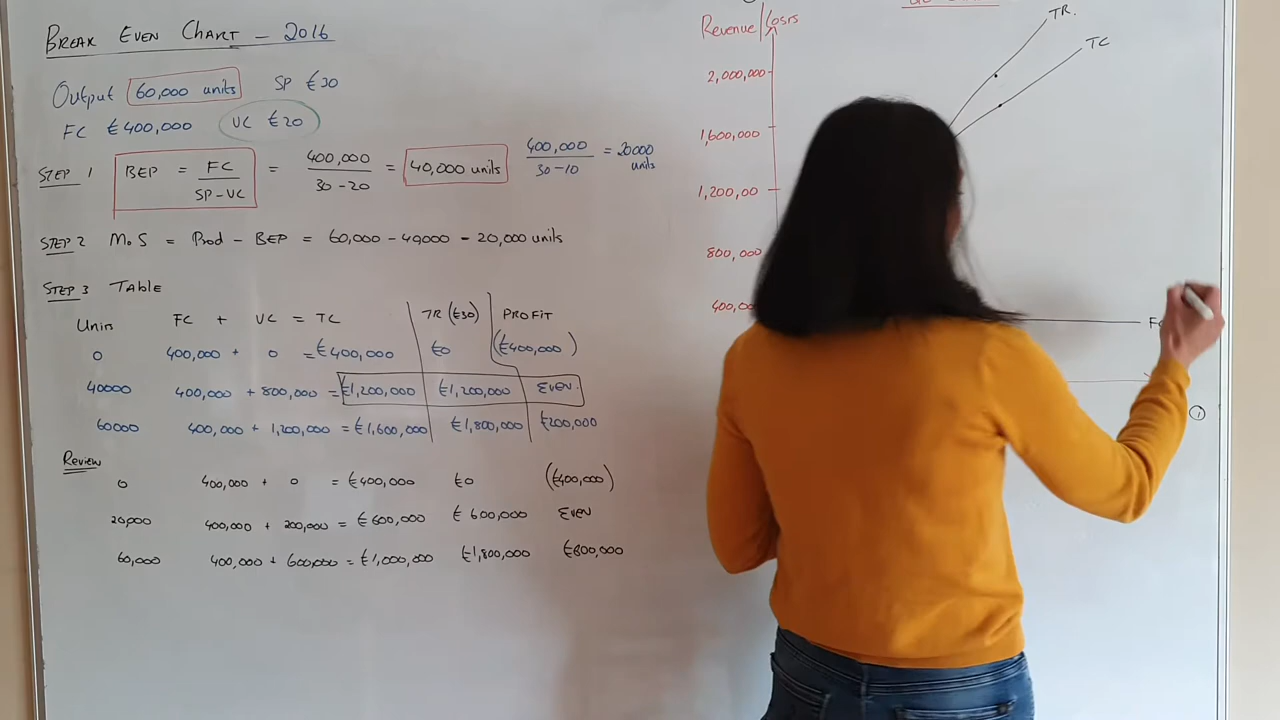 BREAK EVEN CHART - 2016
Output 60,000 units SP €30
FC €400,000 VC €20
STEP 1 BEP = FC / SP-VC = 400,000 / 30-20 = 40,000 units 400,000 / 30-10 = 20000 units
STEP 2 MoS = Prod - BEP = 60,000 - 40,000 - 20,000 units
STEP 3 Table
Units FC + VC = TC TR (€30) PROFIT
0 400,000 + 0 = €400,000 €0 (€400,000)
40000 400,000 + 800,000 = €1,200,000 €1,200,000 EVEN.
60000 400,000 + 1,200,000 = €1,600,000 €1,800,000 €200,000
Review
0 400,000 + 0 = €400,000 €0 (€400,000)
20,000 400,000 + 200,000 = €600,000 €600,000 EVEN
60,000 400,000 + 600,000 = €1,000,000 €1,800,000 €800,000
Revenue/Costs
TR.
TC
2,000,000
1,600,000
1,200,00
800,000
1